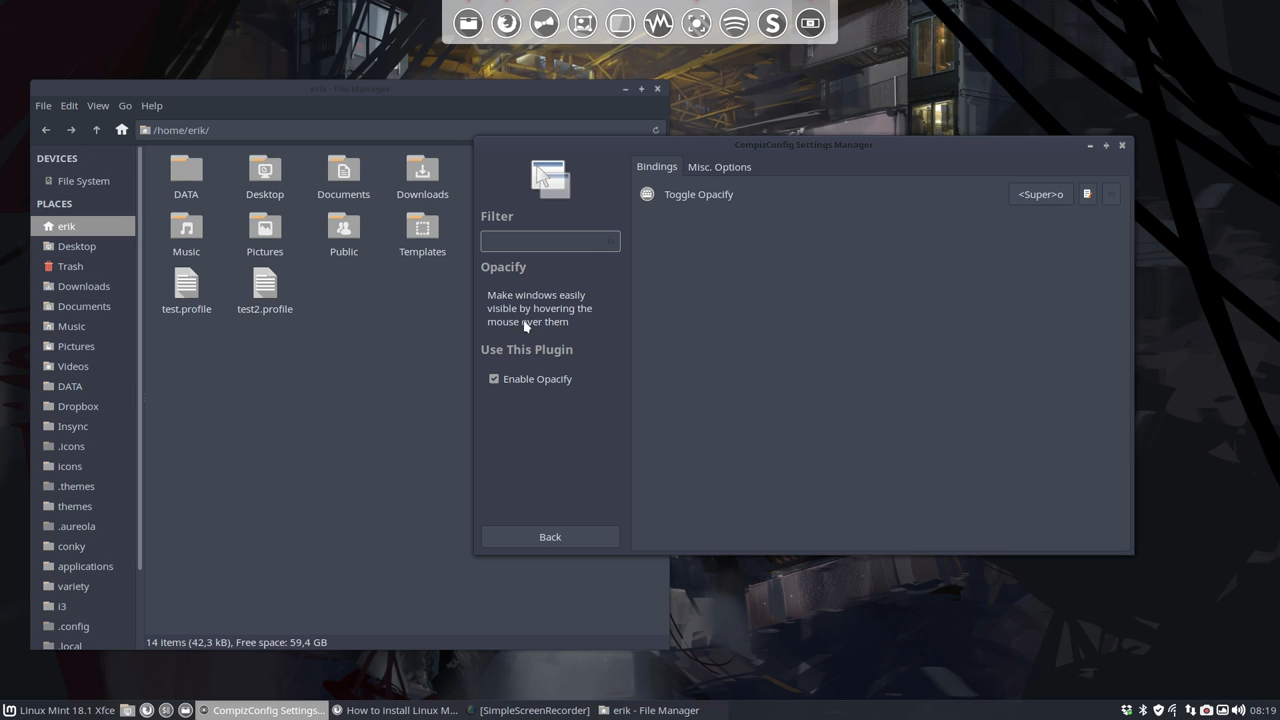 erik - File Manager
File Edit View Go Help
/home/erik/
DEVICES
File System
PLACES
erik
Desktop
Trash
Downloads
Documents
Music
Pictures
Videos
DATA
Dropbox
Insync
.icons
icons
.themes
themes
.aureola
conky
applications
variety
i3
.config
.local
DATA
Desktop
Documents
Downloads
Music
Pictures
Public
Templates
test.profile
test2.profile
14 items (42,3 kB), Free space: 59,4 GB
CompizConfig Settings Manager
Filter
Opacify
Make windows easily
visible by hovering the
mouse over them
Use This Plugin
Enable Opacify
Back
Bindings Misc. Options
Toggle Opacify
<Super>o
Linux Mint 18.1 Xfce
CompizConfig Settings...
How to install Linux M...
[SimpleScreenRecorder]
erik - File Manager
08:19